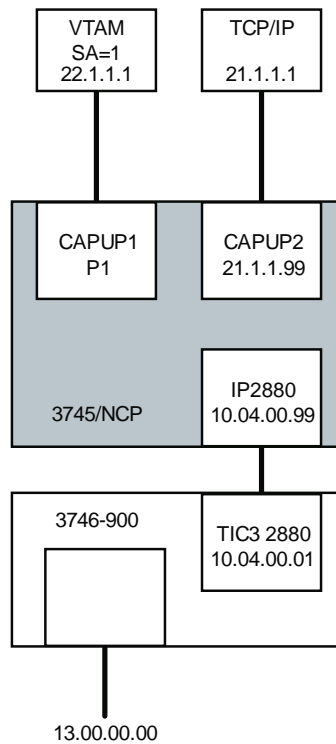 VTAM
SA=1
22.1.1.1
TCP/IP
21.1.1.1
CAPUP1
P1
CAPUP2
21.1.1.99
3745/NCP
IP2880
10.04.00.99
3746-900
TIC3 2880
10.04.00.01
13.00.00.00